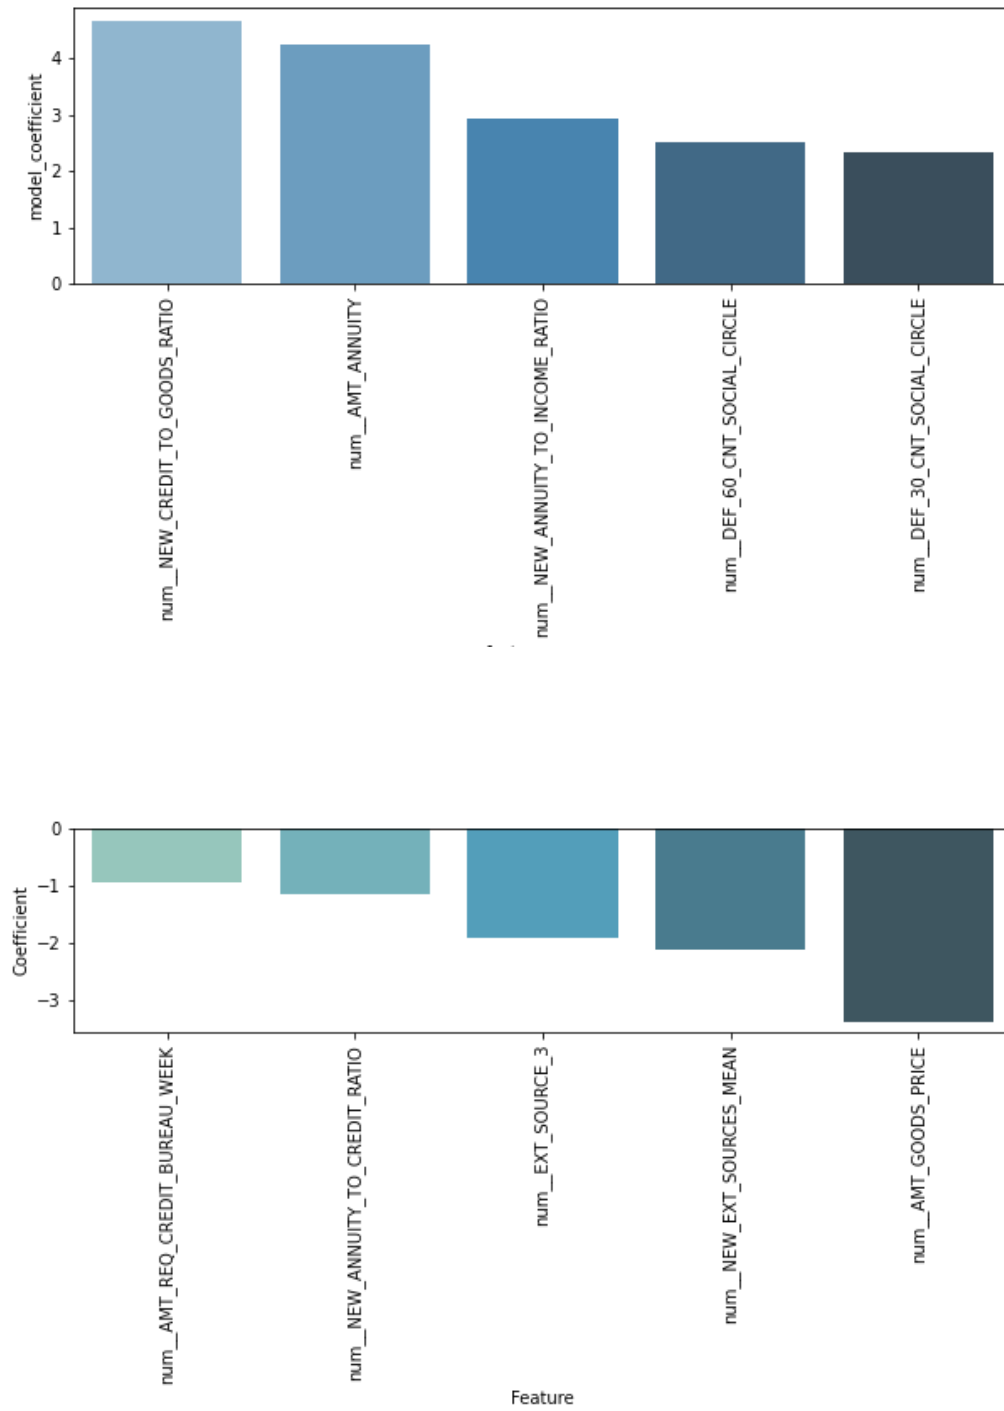 model_coefficient
4
3
2
1
0
num__NEW_CREDIT_TO_GOODS_RATIO
num__AMT_ANNUITY
num__NEW_ANNUITY_TO_INCOME_RATIO
num__DEF_60_CNT_SOCIAL_CIRCLE
num__DEF_30_CNT_SOCIAL_CIRCLE
Coefficient
0
−1
−2
−3
num__AMT_REQ_CREDIT_BUREAU_WEEK
num__NEW_ANNUITY_TO_CREDIT_RATIO
num__EXT_SOURCE_3
num__NEW_EXT_SOURCES_MEAN
num__AMT_GOODS_PRICE
Feature